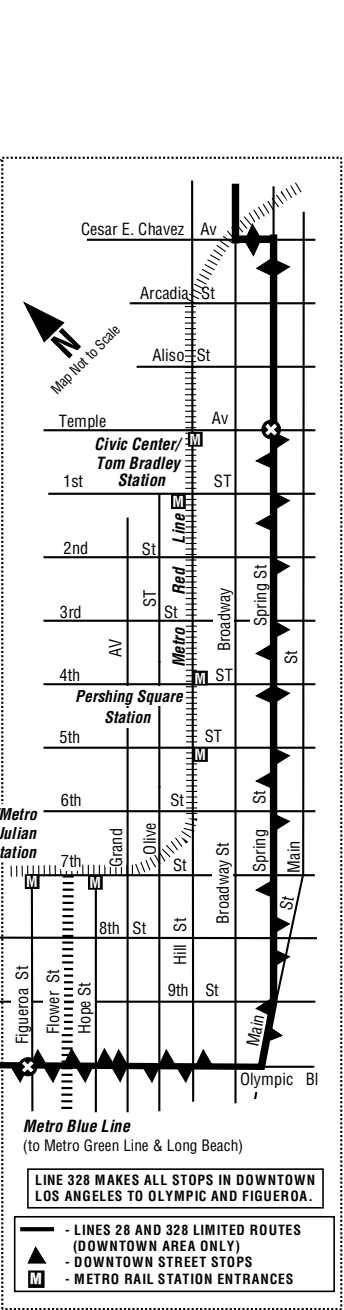 Cesar E. Chavez Av
Arcadia St
Aliso St
N
Map Not to Scale
Temple Av
Civic Center/
Tom Bradley
Station
M
1st ST
M
2nd St
Metro Red Line
ST
AV
3rd St
Broadway
Spring St
St
4th ST
M
Pershing Square
Station
5th ST
M
6th St
Metro
Julian
tation
7th St
M
M
Grand
Olive
Broadway St
Spring St
Main St
8th St
Hill St
9th St
Figueroa St
Flower St
Hope St
Main
Olympic Bl
Metro Blue Line
(to Metro Green Line & Long Beach)
LINE 328 MAKES ALL STOPS IN DOWNTOWN
LOS ANGELES TO OLYMPIC AND FIGUEROA.
- LINES 28 AND 328 LIMITED ROUTES
(DOWNTOWN AREA ONLY)
- DOWNTOWN STREET STOPS
M - METRO RAIL STATION ENTRANCES